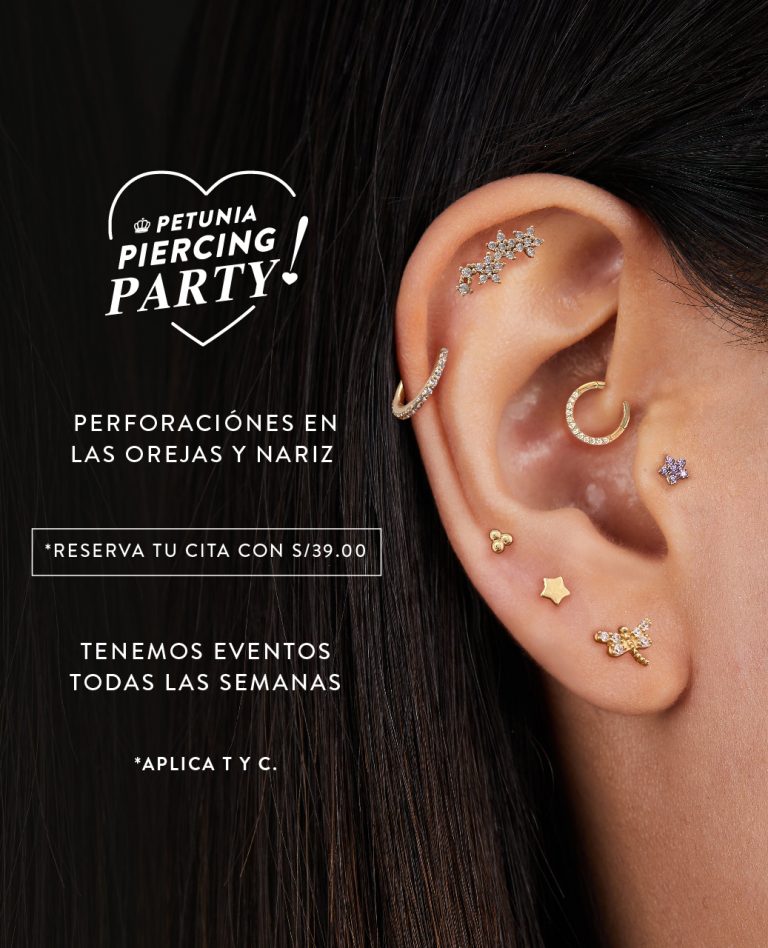 PETUNIA
PIERCING
PARTY!
PERFORACIÓNES EN
LAS OREJAS Y NARIZ
*RESERVA TU CITA CON S/39.00
TENEMOS EVENTOS
TODAS LAS SEMANAS
*APLICA T Y C.